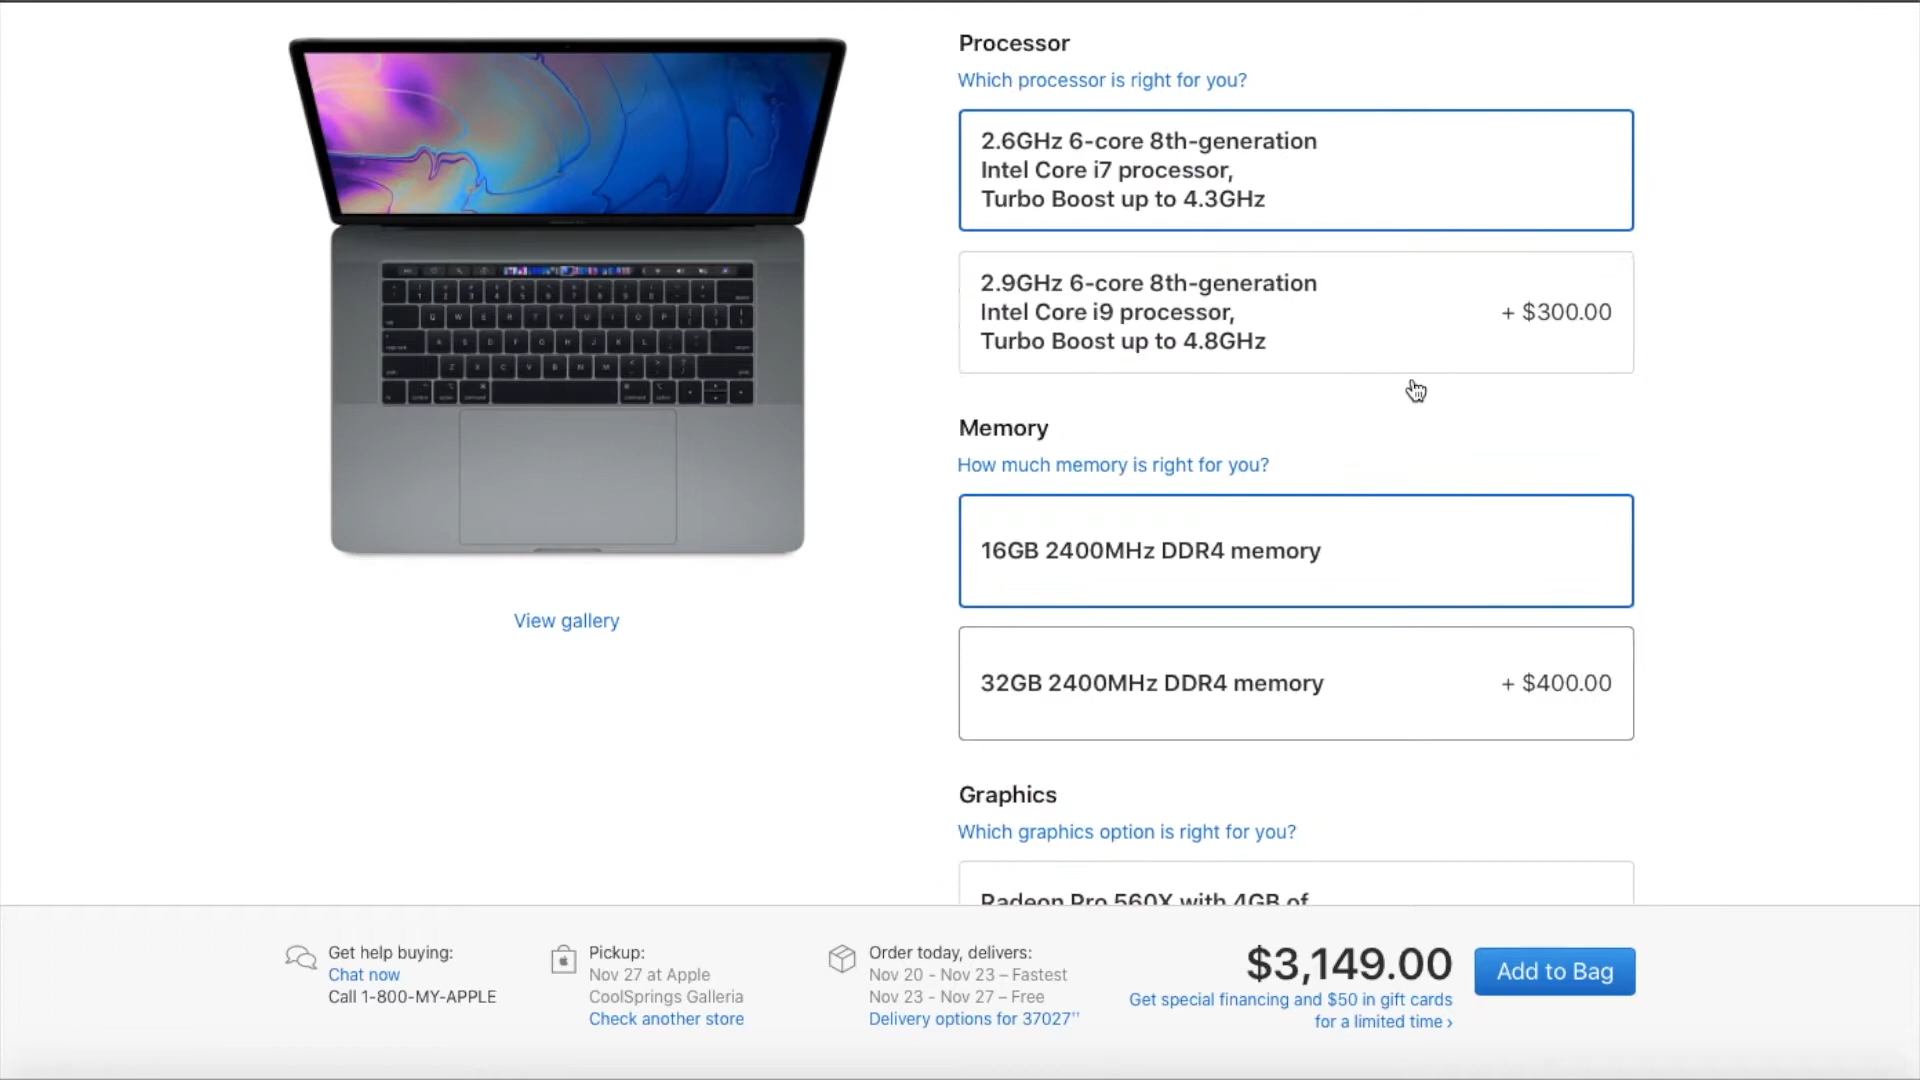 Processor
Which processor is right for you?
2.6GHz 6-core 8th-generation
Intel Core i7 processor,
Turbo Boost up to 4.3GHz
2.9GHz 6-core 8th-generation
Intel Core i9 processor,
Turbo Boost up to 4.8GHz
+ $300.00
Memory
How much memory is right for you?
16GB 2400MHz DDR4 memory
32GB 2400MHz DDR4 memory
+ $400.00
Graphics
Which graphics option is right for you?
Radeon Pro 560X with 4GB of
View gallery
Get help buying:
Chat now
Call 1-800-MY-APPLE
Pickup:
Nov 27 at Apple
CoolSprings Galleria
Check another store
Order today, delivers:
Nov 20 - Nov 23 – Fastest
Nov 23 - Nov 27 – Free
Delivery options for 37027††
$3,149.00
Get special financing and $50 in gift cards
for a limited time ›
Add to Bag